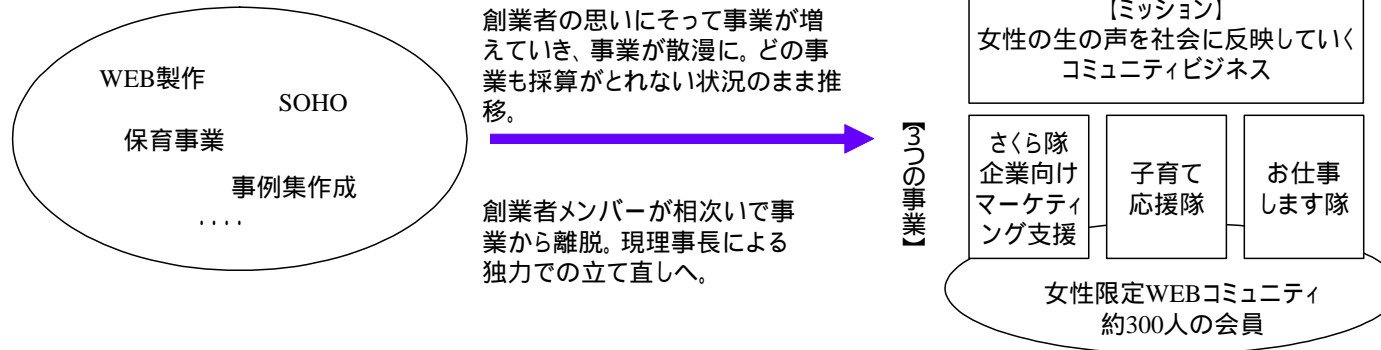 WEB製作
SOHO
保育事業
事例集作成
・・・・
創業者の思いにそって事業が増
えていき、事業が散漫に。どの事
業も採算がとれない状況のまま推
移。
創業者メンバーが相次いで事
業から離脱。現理事長による
独力での立て直しへ。
【ミッション】
女性の生の声を社会に反映していく
コミュニティビジネス
【3つの事業】
さくら隊
企業向け
マーケティ
ング支援
子育て
応援隊
お仕事
します隊
女性限定WEBコミュニティ
約300人の会員